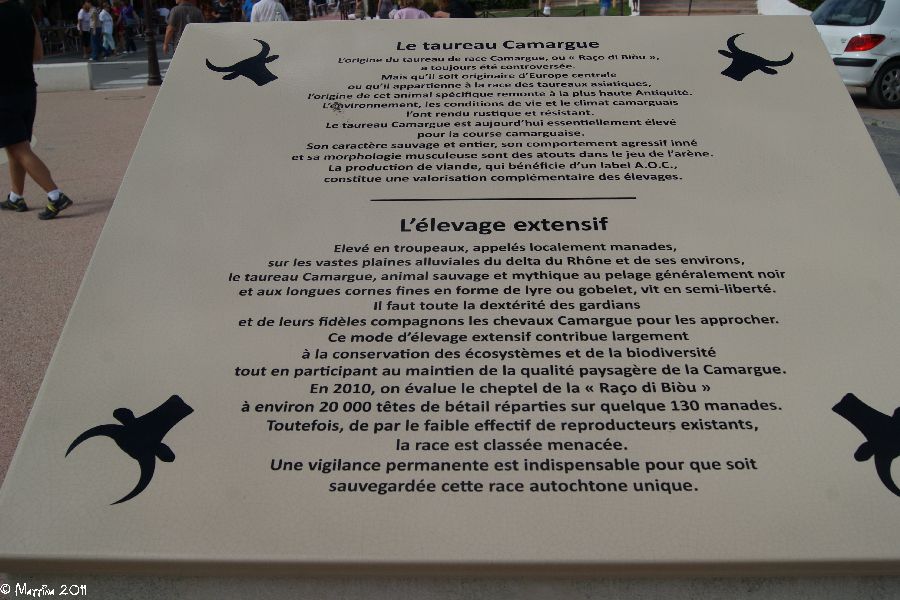 Le taureau Camargue
L'origine du taureau de race Camargue, ou « Raço di Biòu »,
a toujours été controversée.
Mais qu'il soit originaire d'Europe centrale
ou qu'il appartienne à la race des taureaux asiatiques,
l'origine de cet animal spécifique remonte à la plus haute Antiquité.
L'environnement, les conditions de vie et le climat camarguais
l'ont rendu rustique et résistant.
Le taureau Camargue est aujourd'hui essentiellement élevé
pour la course camarguaise.
Son caractère sauvage et entier, son comportement agressif inné
et sa morphologie musculeuse sont des atouts dans le jeu de l'arène.
La production de viande, qui bénéficie d'un label A.O.C.,
constitue une valorisation complémentaire des élevages.
L'élevage extensif
Elevé en troupeaux, appelés localement manades,
sur les vastes plaines alluviales du delta du Rhône et de ses environs,
le taureau Camargue, animal sauvage et mythique au pelage généralement noir
et aux longues cornes fines en forme de lyre ou gobelet, vit en semi-liberté.
Il faut toute la dextérité des gardians
et de leurs fidèles compagnons les chevaux Camargue pour les approcher.
Ce mode d'élevage extensif contribue largement
à la conservation des écosystèmes et de la biodiversité
tout en participant au maintien de la qualité paysagère de la Camargue.
En 2010, on évalue le cheptel de la « Raço di Biòu »
à environ 20 000 têtes de bétail réparties sur quelque 130 manades.
Toutefois, de par le faible effectif de reproducteurs existants,
la race est classée menacée.
Une vigilance permanente est indispensable pour que soit
sauvegardée cette race autochtone unique.
© 2011